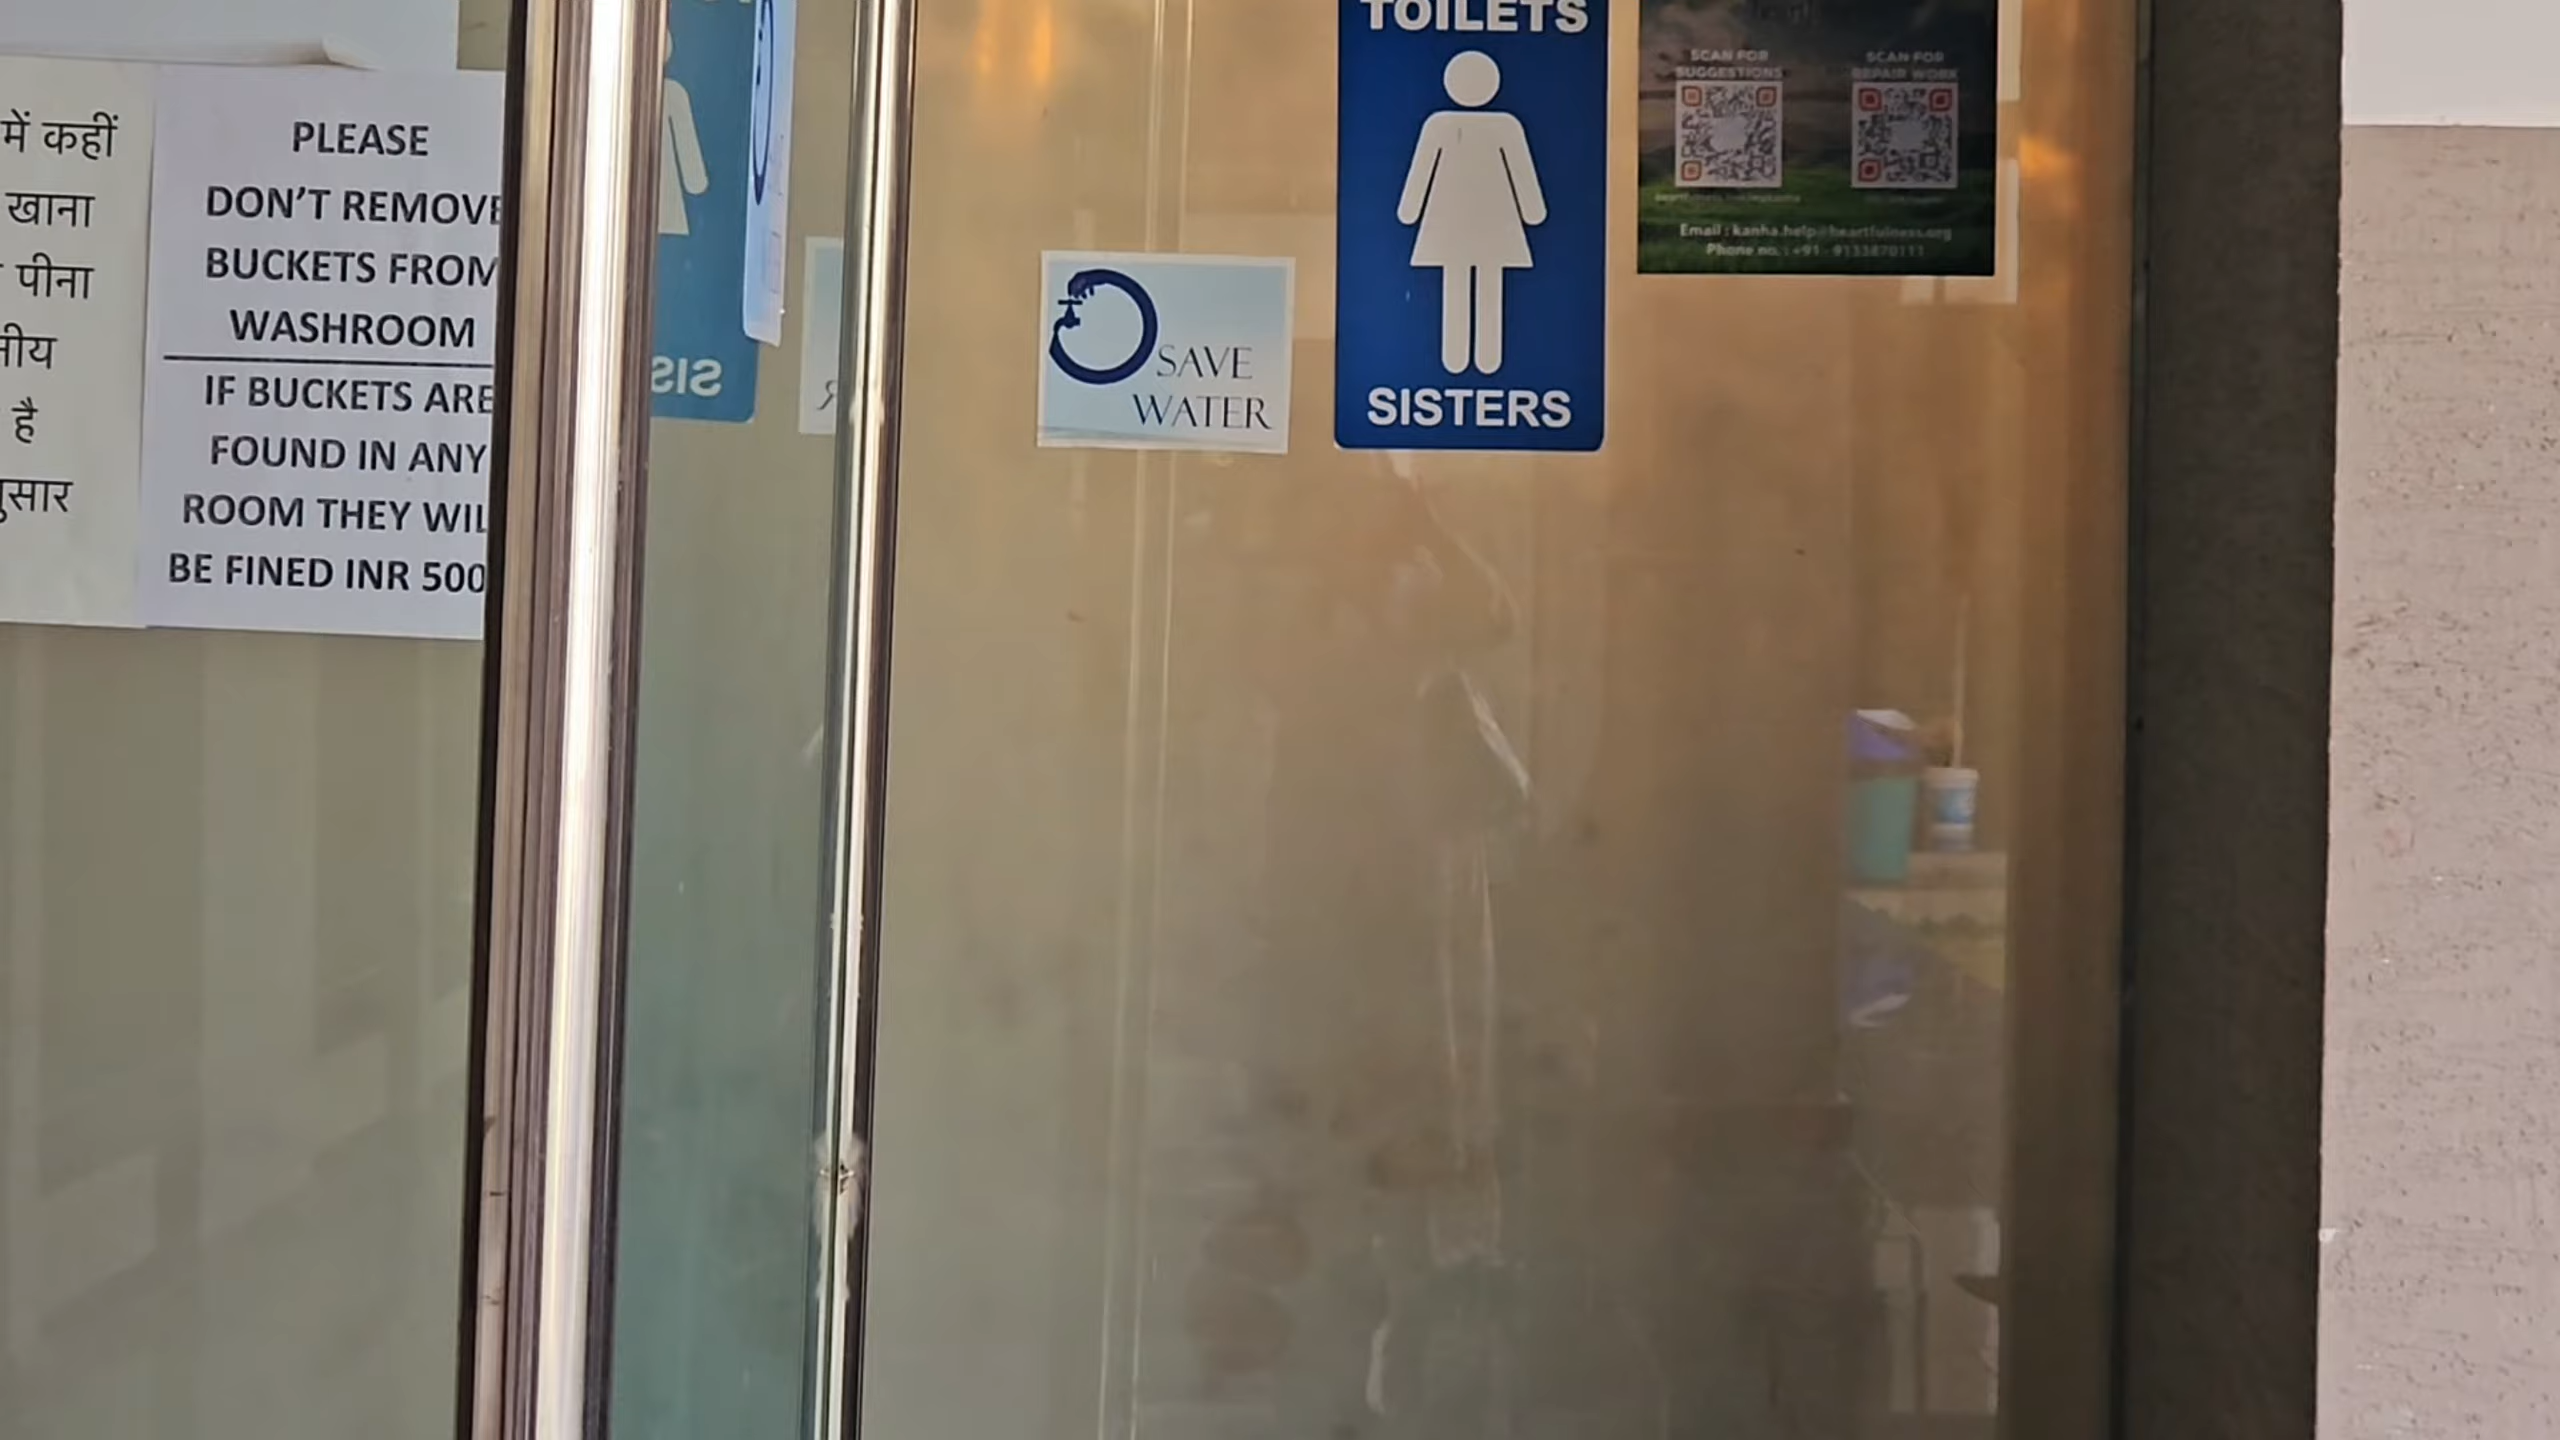 में कहीं
खाना
पीना
है
PLEASE
DON'T REMOVE
BUCKETS FROM
WASHROOM
IF BUCKETS ARE
FOUND IN ANY
ROOM THEY WIL
BE FINED INR 500
SIS
SAVE
WATER
TOILETS
SISTERS
SCAN FOR
SUGGESTIONS
SCAN FOR
REPAIR WORK
Email : kanha.help@heartfulness.org
Phone no. : +91 - 9133870111